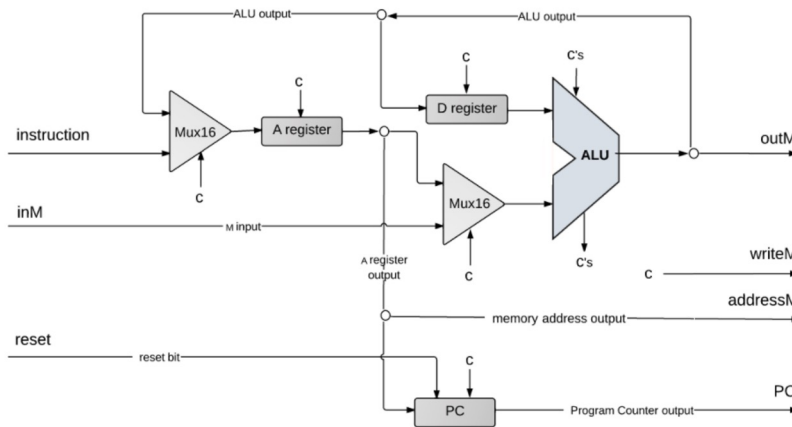 ALU output
ALU output
c
c
c's
instruction
Mux16
A register
D register
ALU
outM
c
inM
M input
Mux16
A register
output
c
c's
c
writeM
addressM
memory address output
reset
reset bit
c
PC
Program Counter output
PC